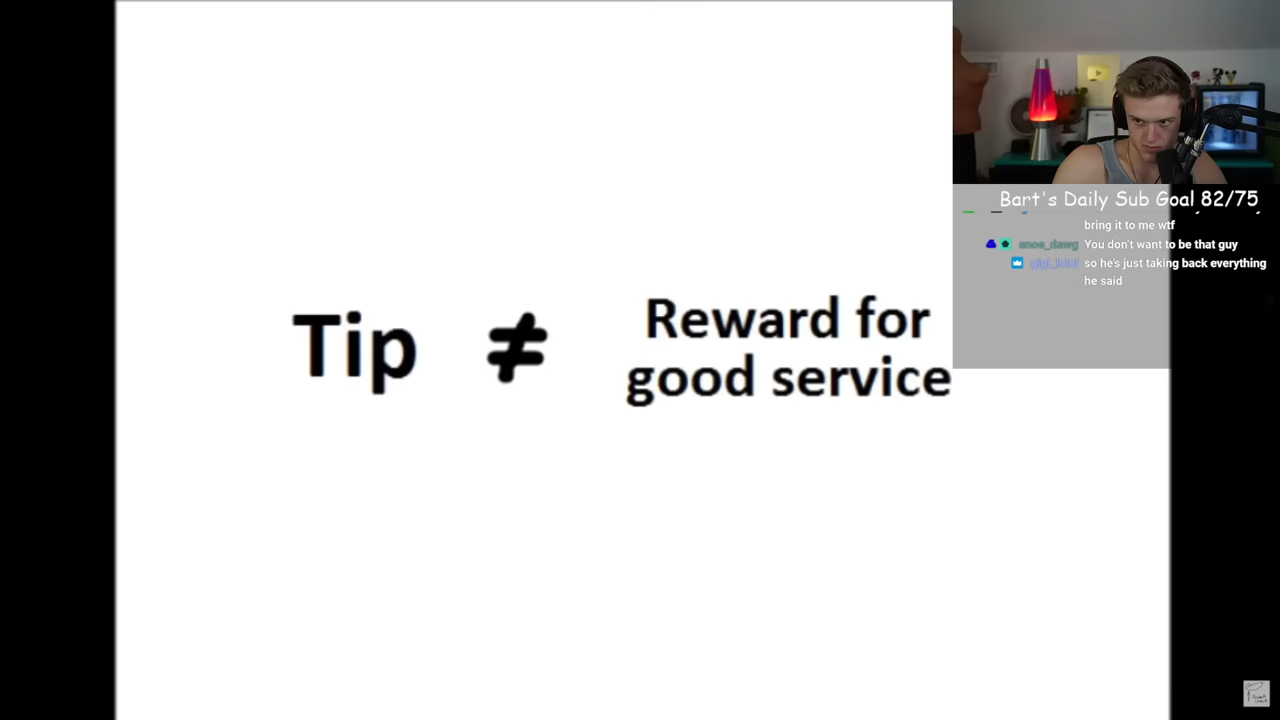 Bart's Daily Sub Goal 82/75
bring it to me wtf
snoe_dawg You don't want to be that guy
so he's just taking back everything
he said
Tip ≠ Reward for
good service